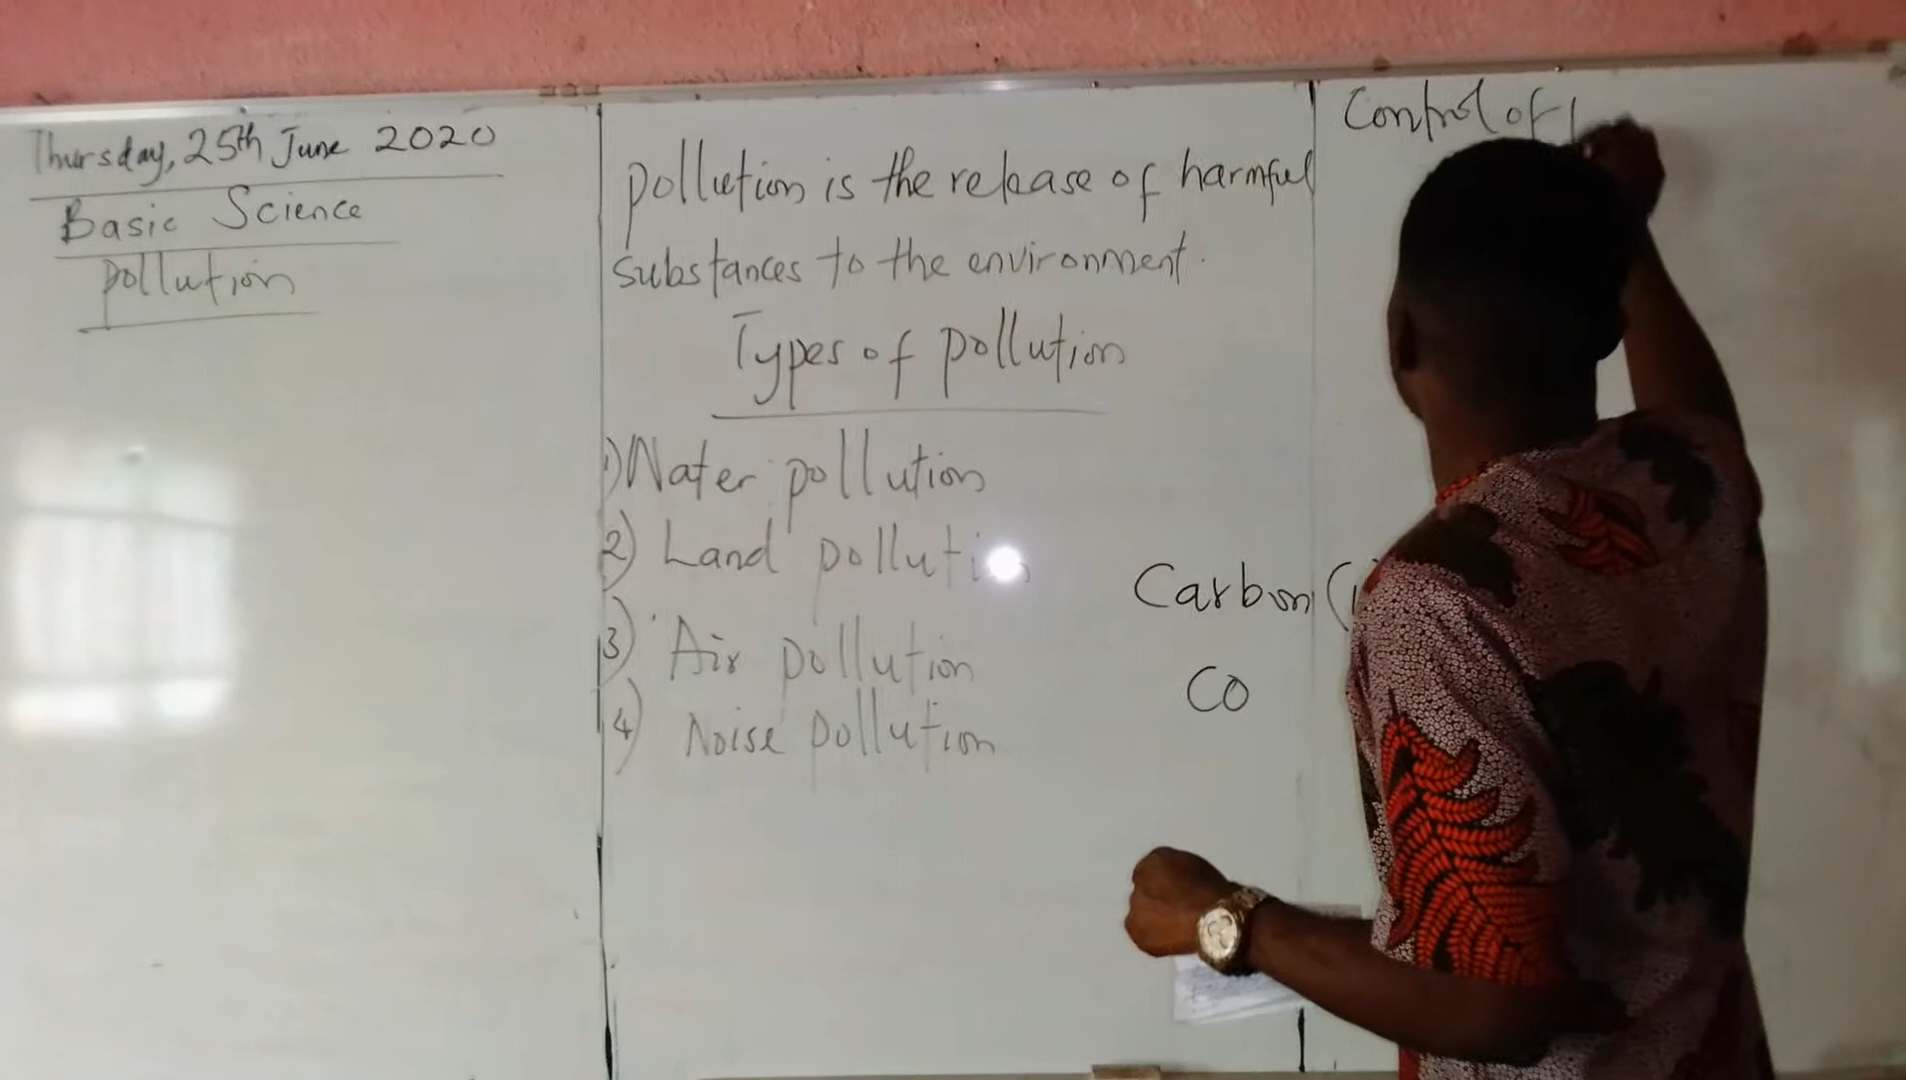 Thursday, 25th June 2020
Basic Science
pollution
pollution is the release of harmful
substances to the environment.
Types of pollution
1) Water pollution
2) Land pollution
3) Air pollution
4) Noise pollution
Carbon (
CO
Control of